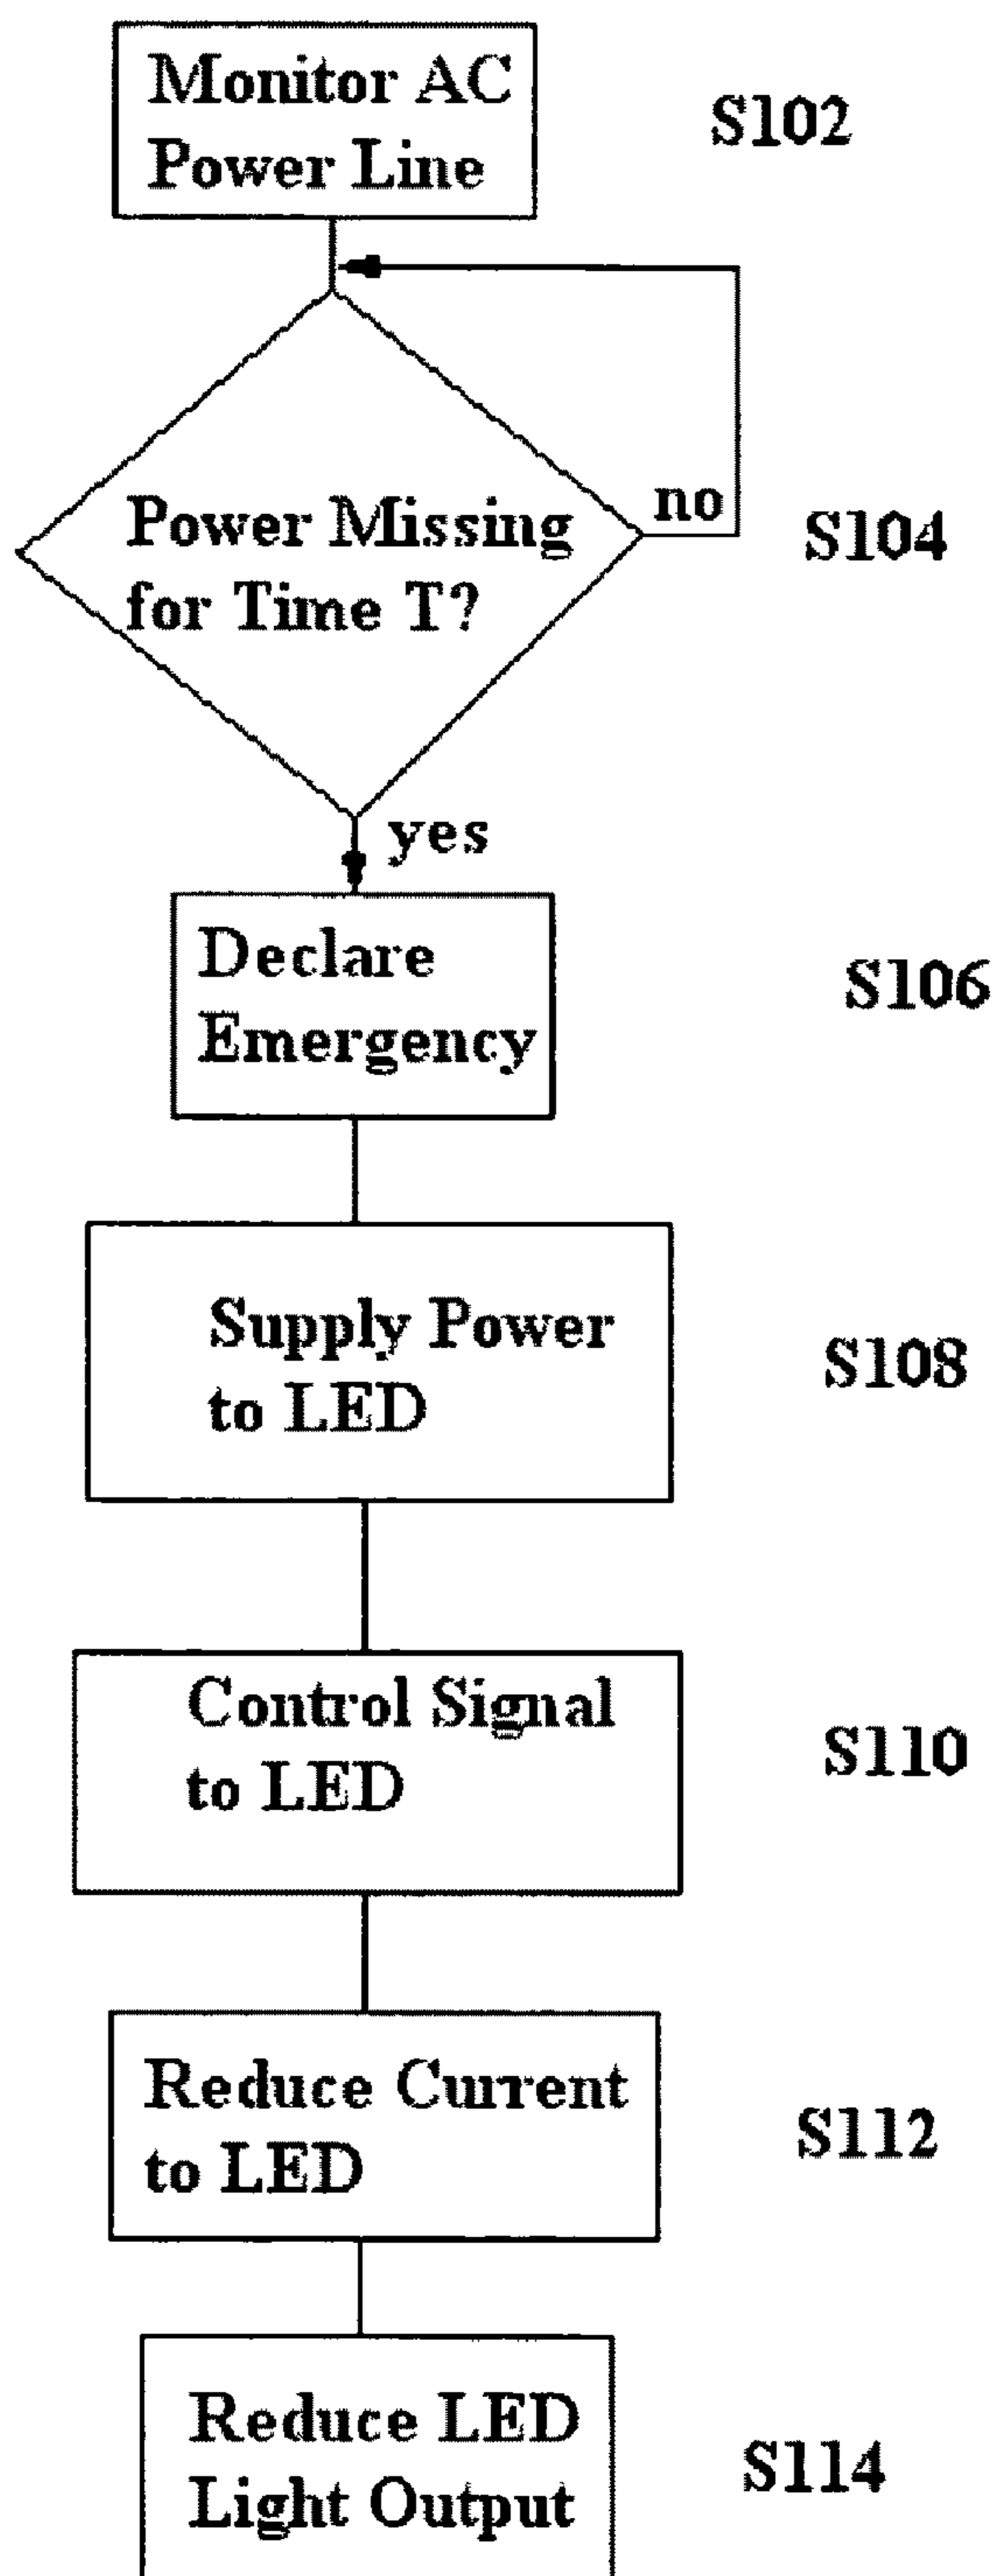 Monitor AC
Power Line
S102
no
Power Missing
for Time T?
S104
yes
Declare
Emergency
S106
Supply Power
to LED
S108
Control Signal
to LED
S110
Reduce Current
to LED
S112
Reduce LED
Light Output
S114